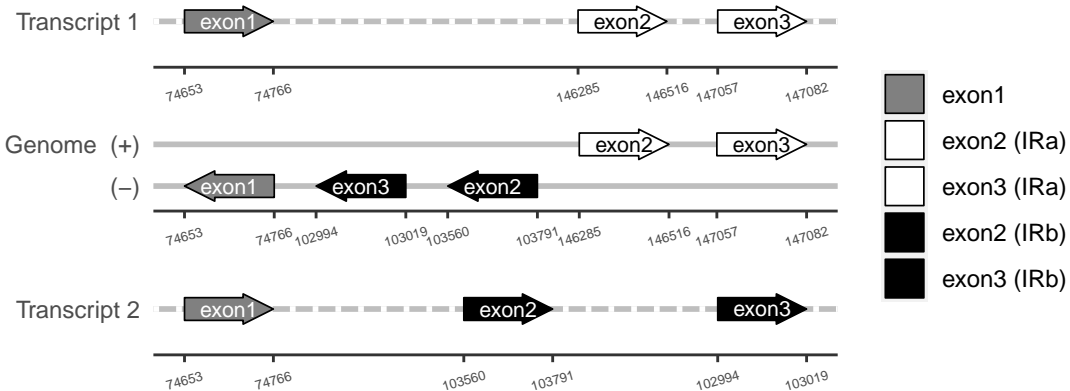 Transcript 1 exon1 exon2 exon3
74653 74766 146285 146516 147057 147082
Genome (+) exon2 exon3
(−) exon1 exon3 exon2
74653 74766 102994 103019 103560 103791 146285 146516 147057 147082
Transcript 2 exon1 exon2 exon3
74653 74766 103560 103791 102994 103019
exon1
exon2 (IRa)
exon3 (IRa)
exon2 (IRb)
exon3 (IRb)